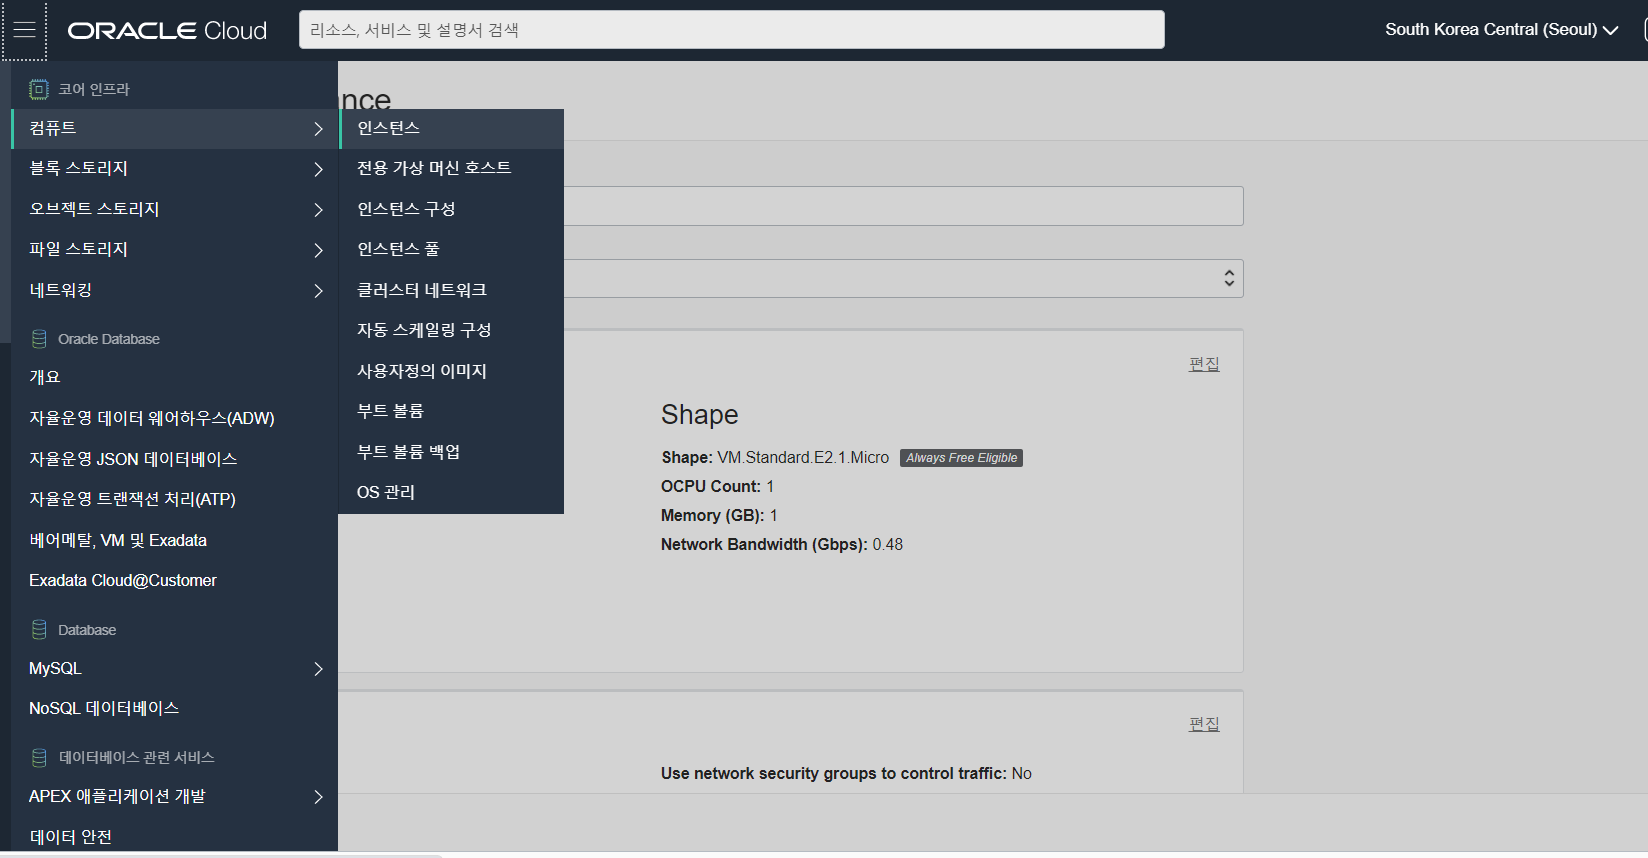 ORACLE Cloud
리소스, 서비스 및 설명서 검색
South Korea Central (Seoul)
코어 인프라
컴퓨트
블록 스토리지
오브젝트 스토리지
파일 스토리지
네트워킹
Oracle Database
개요
자율운영 데이터 웨어하우스(ADW)
자율운영 JSON 데이터베이스
자율운영 트랜잭션 처리(ATP)
베어메탈, VM 및 Exadata
Exadata Cloud@Customer
Database
MySQL
NoSQL 데이터베이스
데이터베이스 관련 서비스
APEX 애플리케이션 개발
데이터 안전
인스턴스
전용 가상 머신 호스트
인스턴스 구성
인스턴스 풀
클러스터 네트워크
자동 스케일링 구성
사용자정의 이미지
부트 볼륨
부트 볼륨 백업
OS 관리
편집
Shape
Shape: VM.Standard.E2.1.Micro Always Free Eligible
OCPU Count: 1
Memory (GB): 1
Network Bandwidth (Gbps): 0.48
편집
Use network security groups to control traffic: No